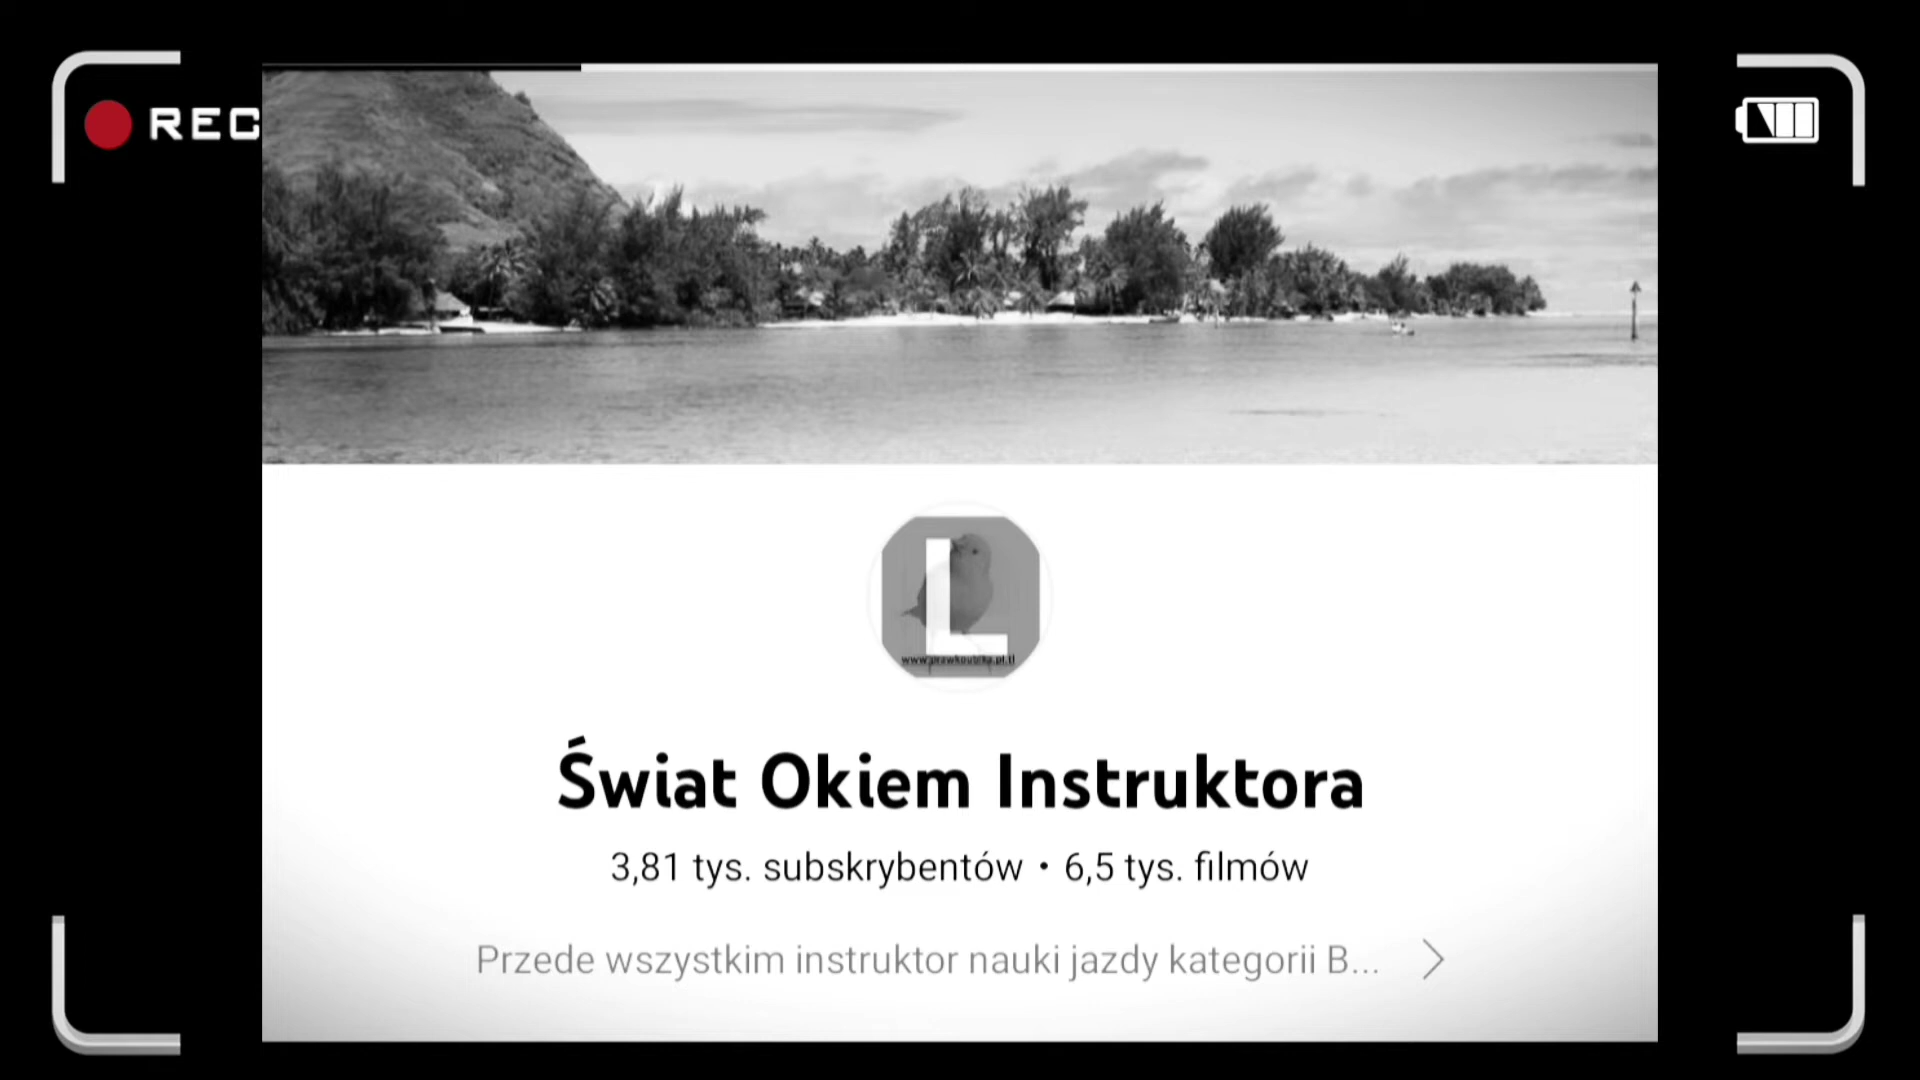 REC
L
Świat Okiem Instruktora
3,81 tys. subskrybentów • 6,5 tys. filmów
Przede wszystkim instruktor nauki jazdy kategorii B...